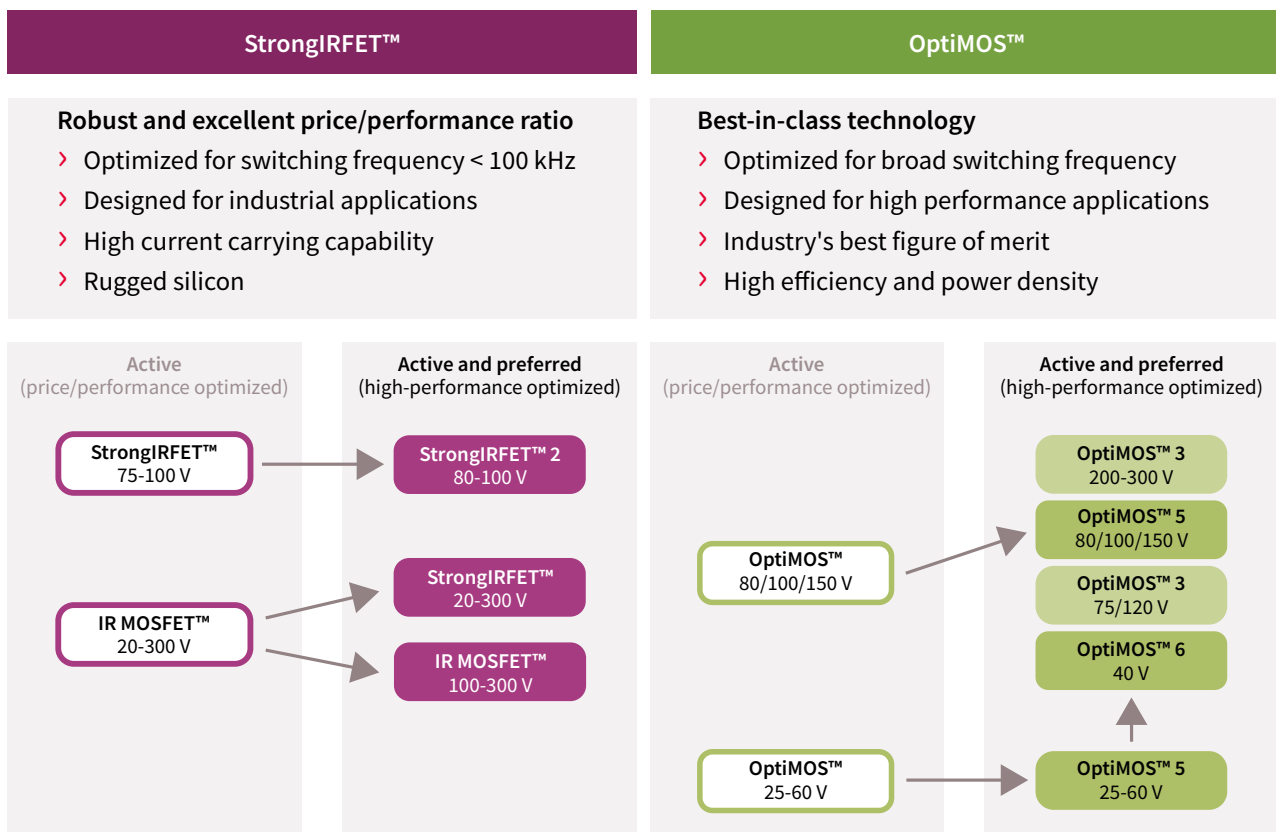 StrongIRFET™
Robust and excellent price/performance ratio
› Optimized for switching frequency < 100 kHz
› Designed for industrial applications
› High current carrying capability
› Rugged silicon
Active
(price/performance optimized)
Active and preferred
(high-performance optimized)
StrongIRFET™
75-100 V
StrongIRFET™ 2
80-100 V
IR MOSFET™
20-300 V
StrongIRFET™
20-300 V
IR MOSFET™
100-300 V
OptiMOS™
Best-in-class technology
› Optimized for broad switching frequency
› Designed for high performance applications
› Industry's best figure of merit
› High efficiency and power density
Active
(price/performance optimized)
Active and preferred
(high-performance optimized)
OptiMOS™
80/100/150 V
OptiMOS™ 3
200-300 V
OptiMOS™ 5
80/100/150 V
OptiMOS™ 3
75/120 V
OptiMOS™ 6
40 V
OptiMOS™
25-60 V
OptiMOS™ 5
25-60 V